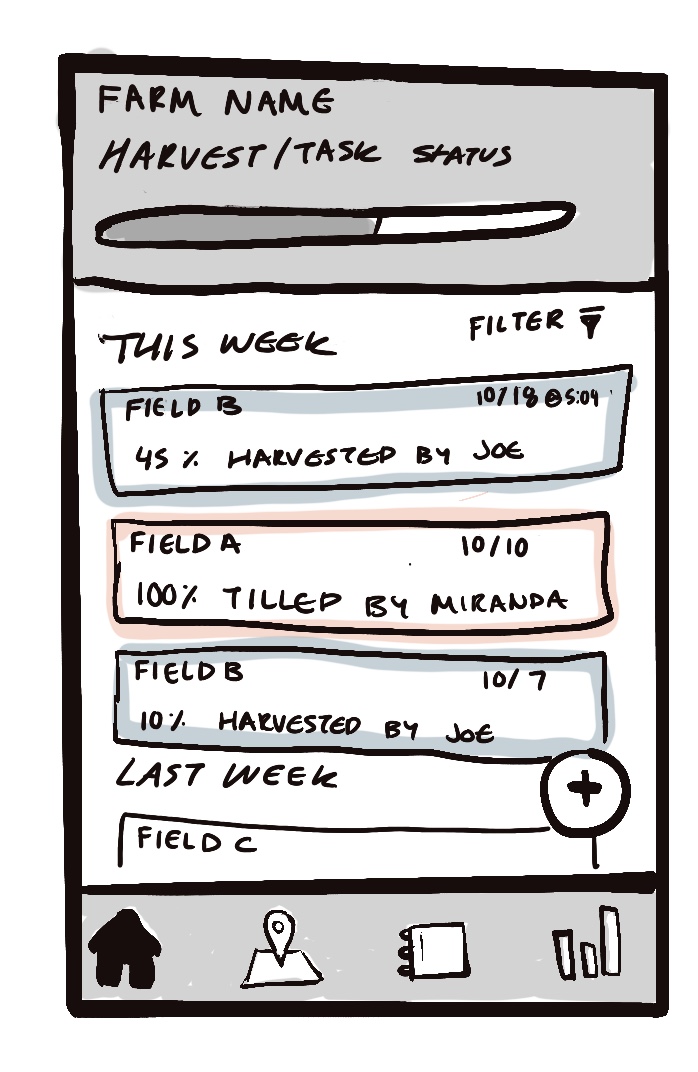 FARM NAME
HARVEST/TASK STATUS
THIS WEEK FILTER
FIELD B 10/18 @ 5:04
45 % HARVESTED BY JOE
FIELD A 10/10
100% TILLED BY MIRANDA
FIELD B 10/7
10% HARVESTED BY JOE
LAST WEEK
+
FIELD C